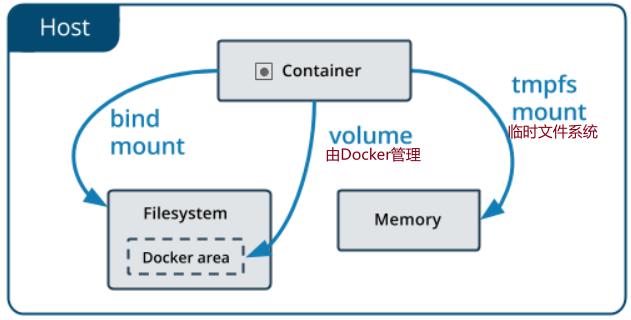 Host
Container
bind
mount
volume
由Docker管理
tmpfs
mount
临时文件系统
Filesystem
Docker area
Memory